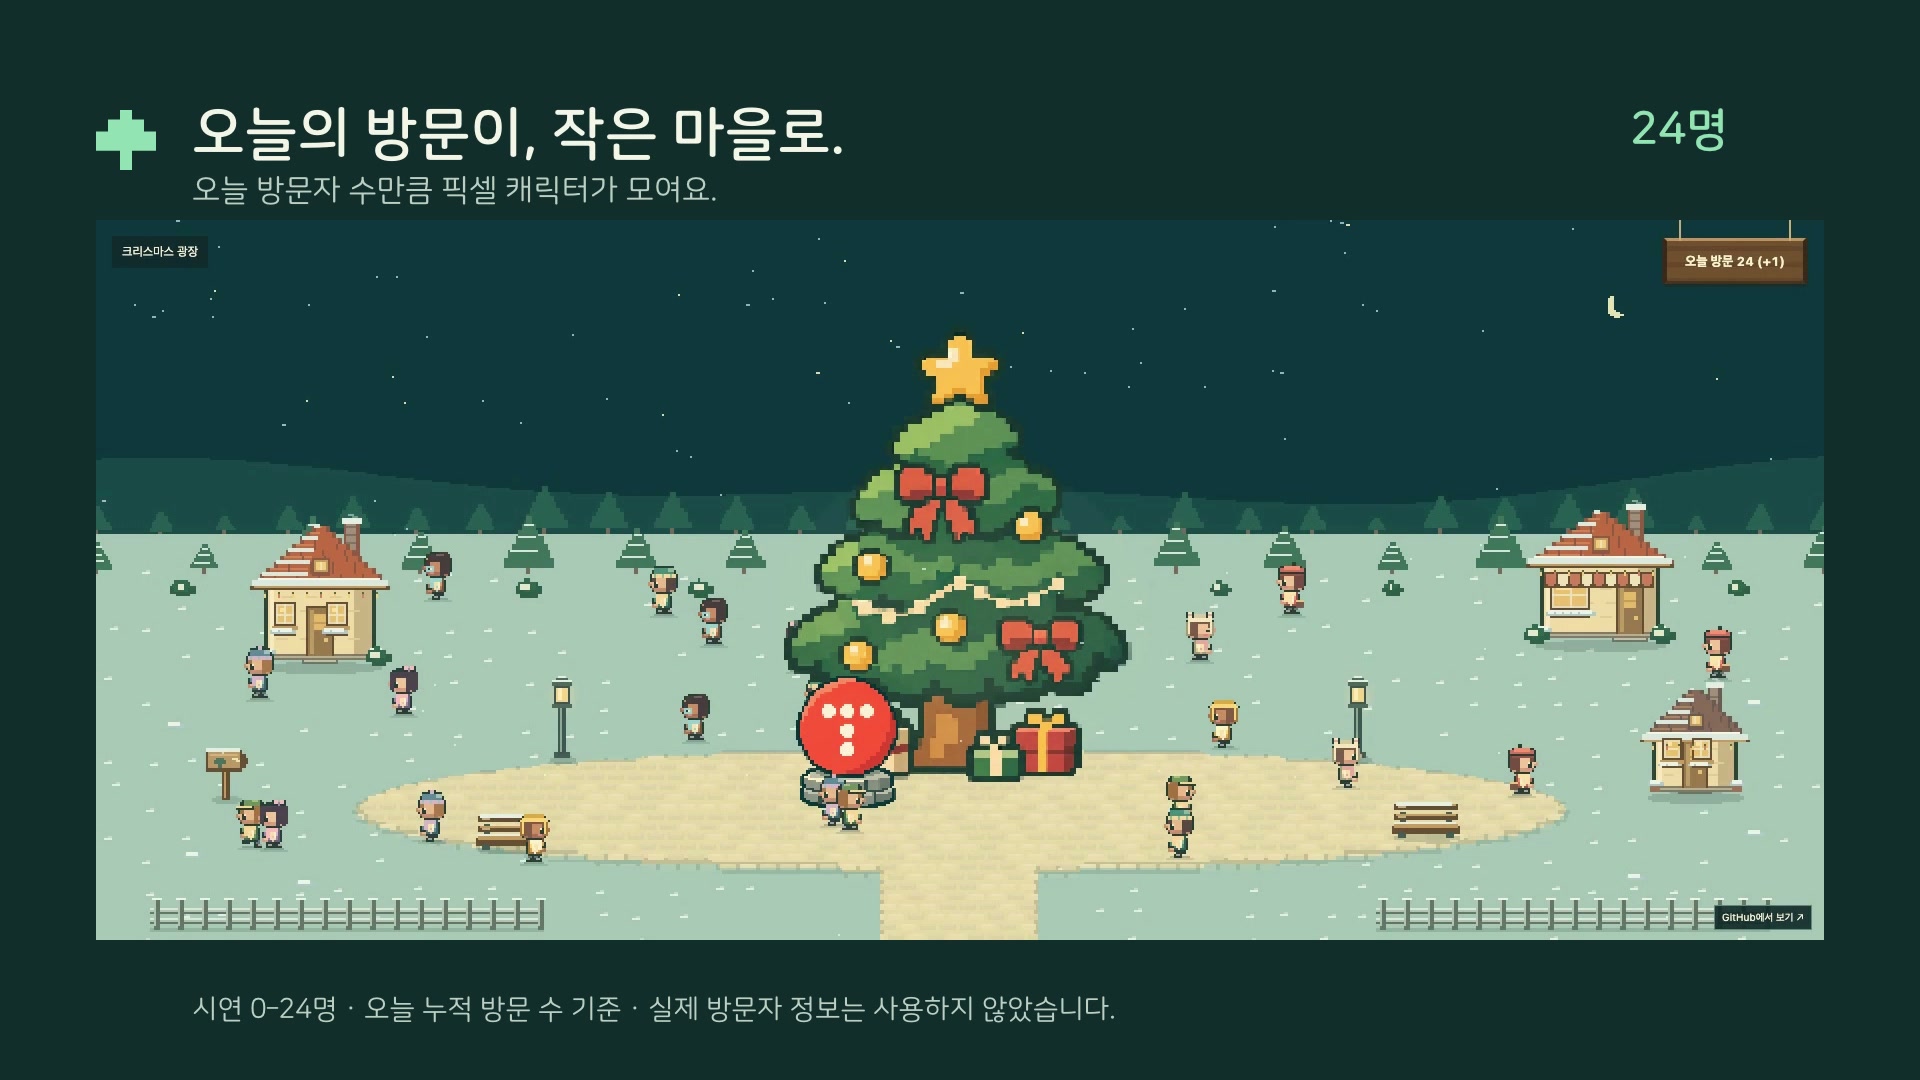 오늘의 방문이, 작은 마을로.
24명
오늘 방문자 수만큼 픽셀 캐릭터가 모여요.
크리스마스 광장
오늘 방문 24 (+1)
GitHub에서 보기 ↗
시연 0–24명 · 오늘 누적 방문 수 기준 · 실제 방문자 정보는 사용하지 않았습니다.